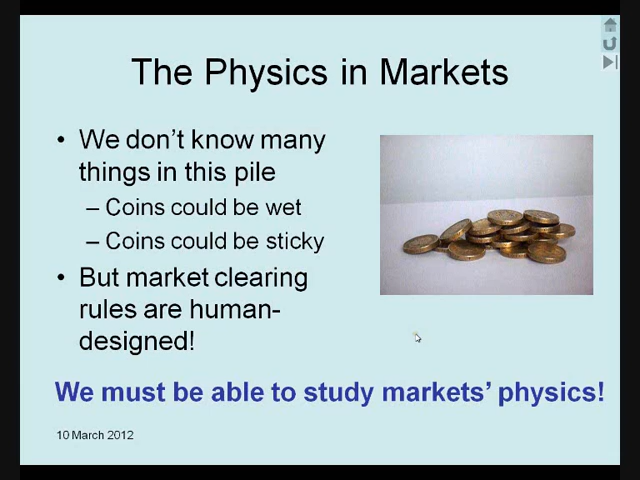 The Physics in Markets
• We don't know many
things in this pile
– Coins could be wet
– Coins could be sticky
• But market clearing
rules are human-
designed!
We must be able to study markets' physics!
10 March 2012